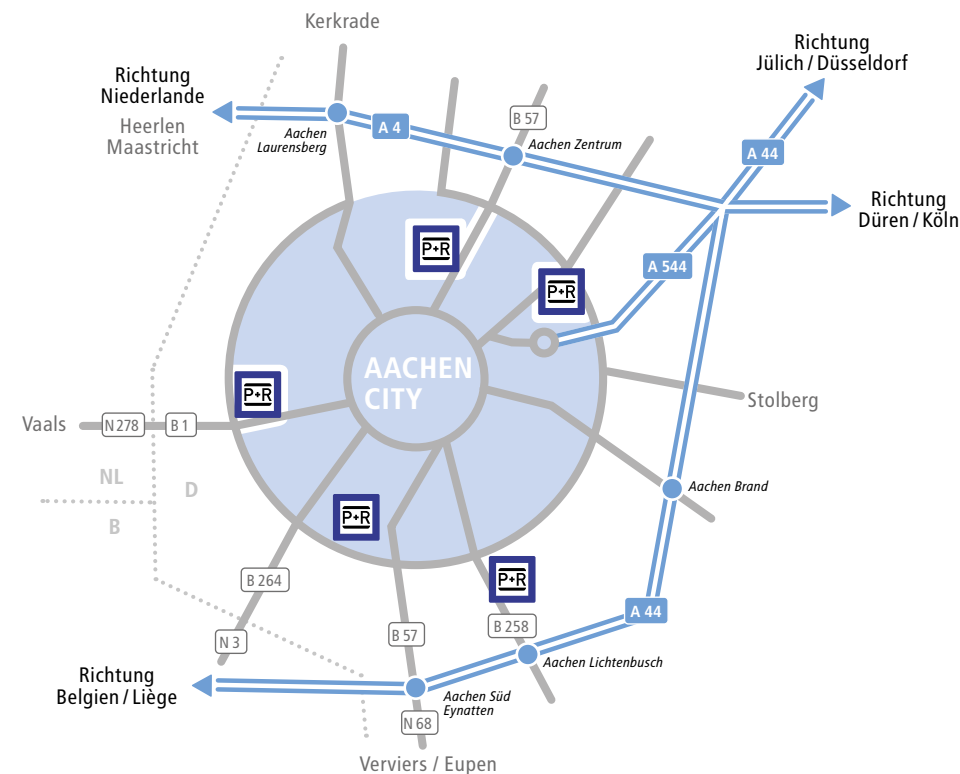 Kerkrade
Richtung
Jülich / Düsseldorf
Richtung
Niederlande
Heerlen
Maastricht
Aachen
Laurensberg
A 4
B 57
Aachen Zentrum
A 44
Richtung
Düren / Köln
P+R
A 544
P+R
AACHEN
CITY
P+R
Stolberg
Vaals
N 278
B 1
NL
D
B
Aachen Brand
P+R
B 264
P+R
A 44
N 3
B 57
B 258
Aachen Lichtenbusch
Richtung
Belgien / Liège
Aachen Süd
Eynatten
N 68
Verviers / Eupen